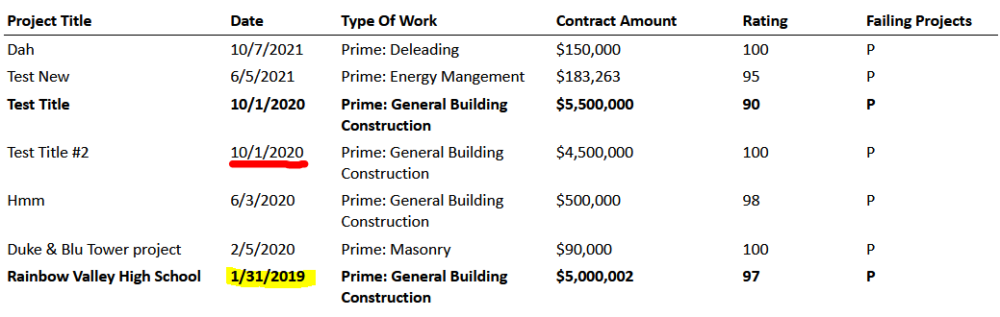 Project Title Date Type Of Work Contract Amount Rating Failing Projects
Dah 10/7/2021 Prime: Deleading $150,000 100 P
Test New 6/5/2021 Prime: Energy Mangement $183,263 95 P
Test Title 10/1/2020 Prime: General Building $5,500,000 90 P
Construction
Test Title #2 10/1/2020 Prime: General Building $4,500,000 100 P
Construction
Hmm 6/3/2020 Prime: General Building $500,000 98 P
Construction
Duke & Blu Tower project 2/5/2020 Prime: Masonry $90,000 100 P
Rainbow Valley High School 1/31/2019 Prime: General Building $5,000,002 97 P
Construction